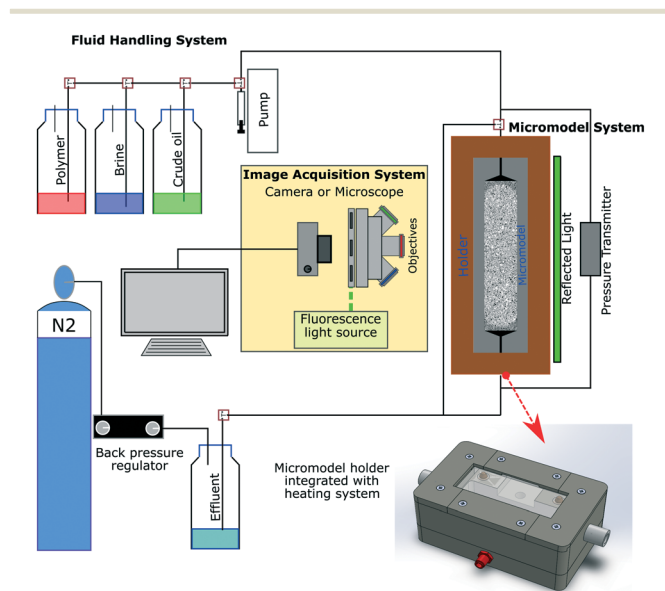 Fluid Handling System
Pump
Polymer
Brine
Crude oil
Micromodel System
Image Acquisition System
Camera or Microscope
Objectives
Fluorescence
light source
Holder
Micromodel
Reflected Light
Pressure Transmitter
N2
Back pressure
regulator
Effluent
Micromodel holder
integrated with
heating system